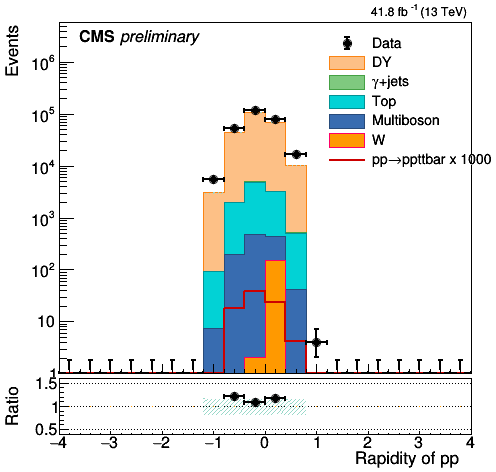 41.8 fb⁻¹ (13 TeV)
CMS preliminary
Events
Data
DY
γ+jets
Top
Multiboson
W
pp→ppttbar x 1000
10⁶
10⁵
10⁴
10³
10²
10
1
Ratio
1.5
1
0.5
−4 −3 −2 −1 0 1 2 3 4
Rapidity of pp